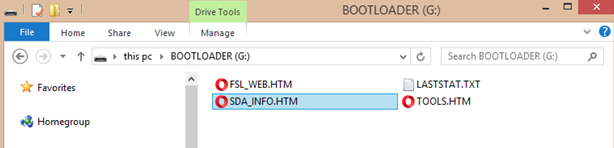 Drive Tools
BOOTLOADER (G:)
File Home Share View Manage
this pc BOOTLOADER (G:) Search BOOTLOADER (G:)
Favorites
Homegroup
FSL_WEB.HTM LASTSTAT.TXT
SDA_INFO.HTM TOOLS.HTM